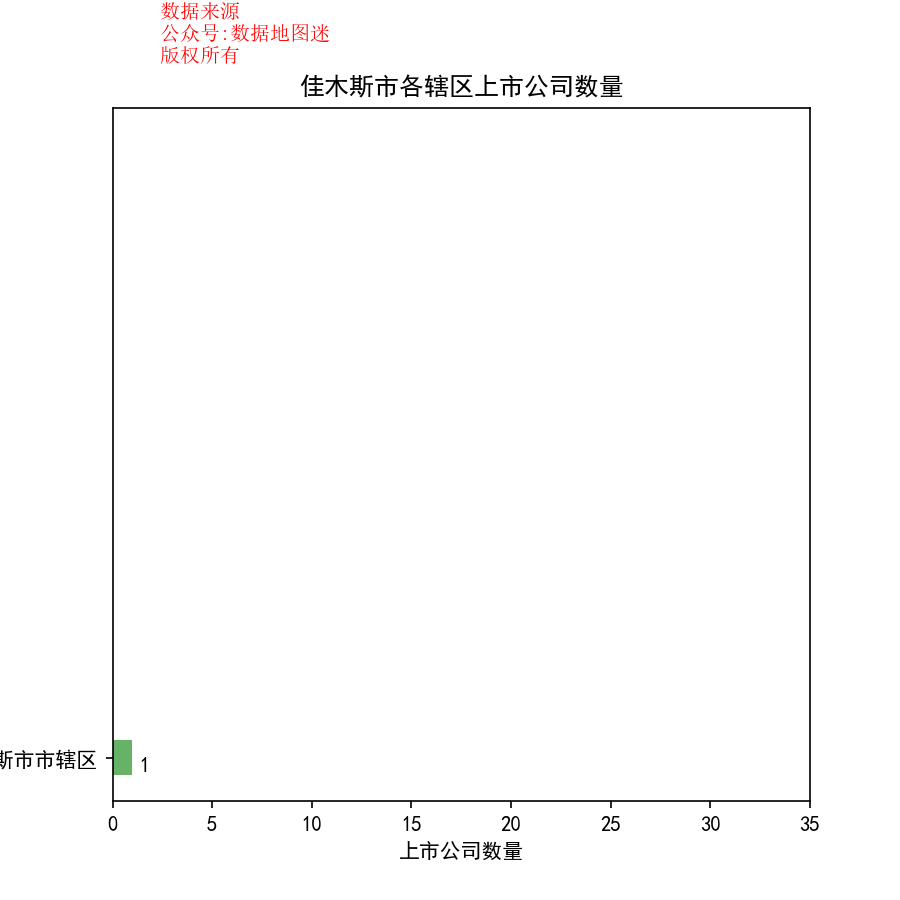 数据来源
公众号:数据地图迷
版权所有
佳木斯市各辖区上市公司数量
斯市市辖区
1
0 5 10 15 20 25 30 35
上市公司数量